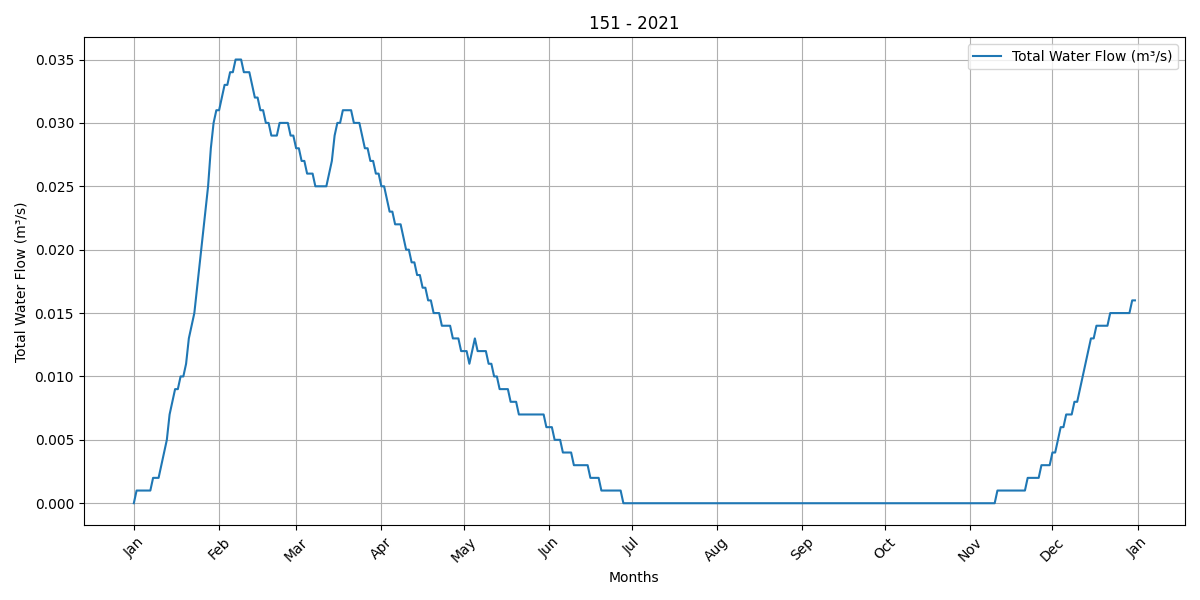 151 - 2021
Total Water Flow (m³/s)
Total Water Flow (m³/s)
0.035
0.030
0.025
0.020
0.015
0.010
0.005
0.000
Jan
Feb
Mar
Apr
May
Jun
Jul
Aug
Sep
Oct
Nov
Dec
Jan
Months